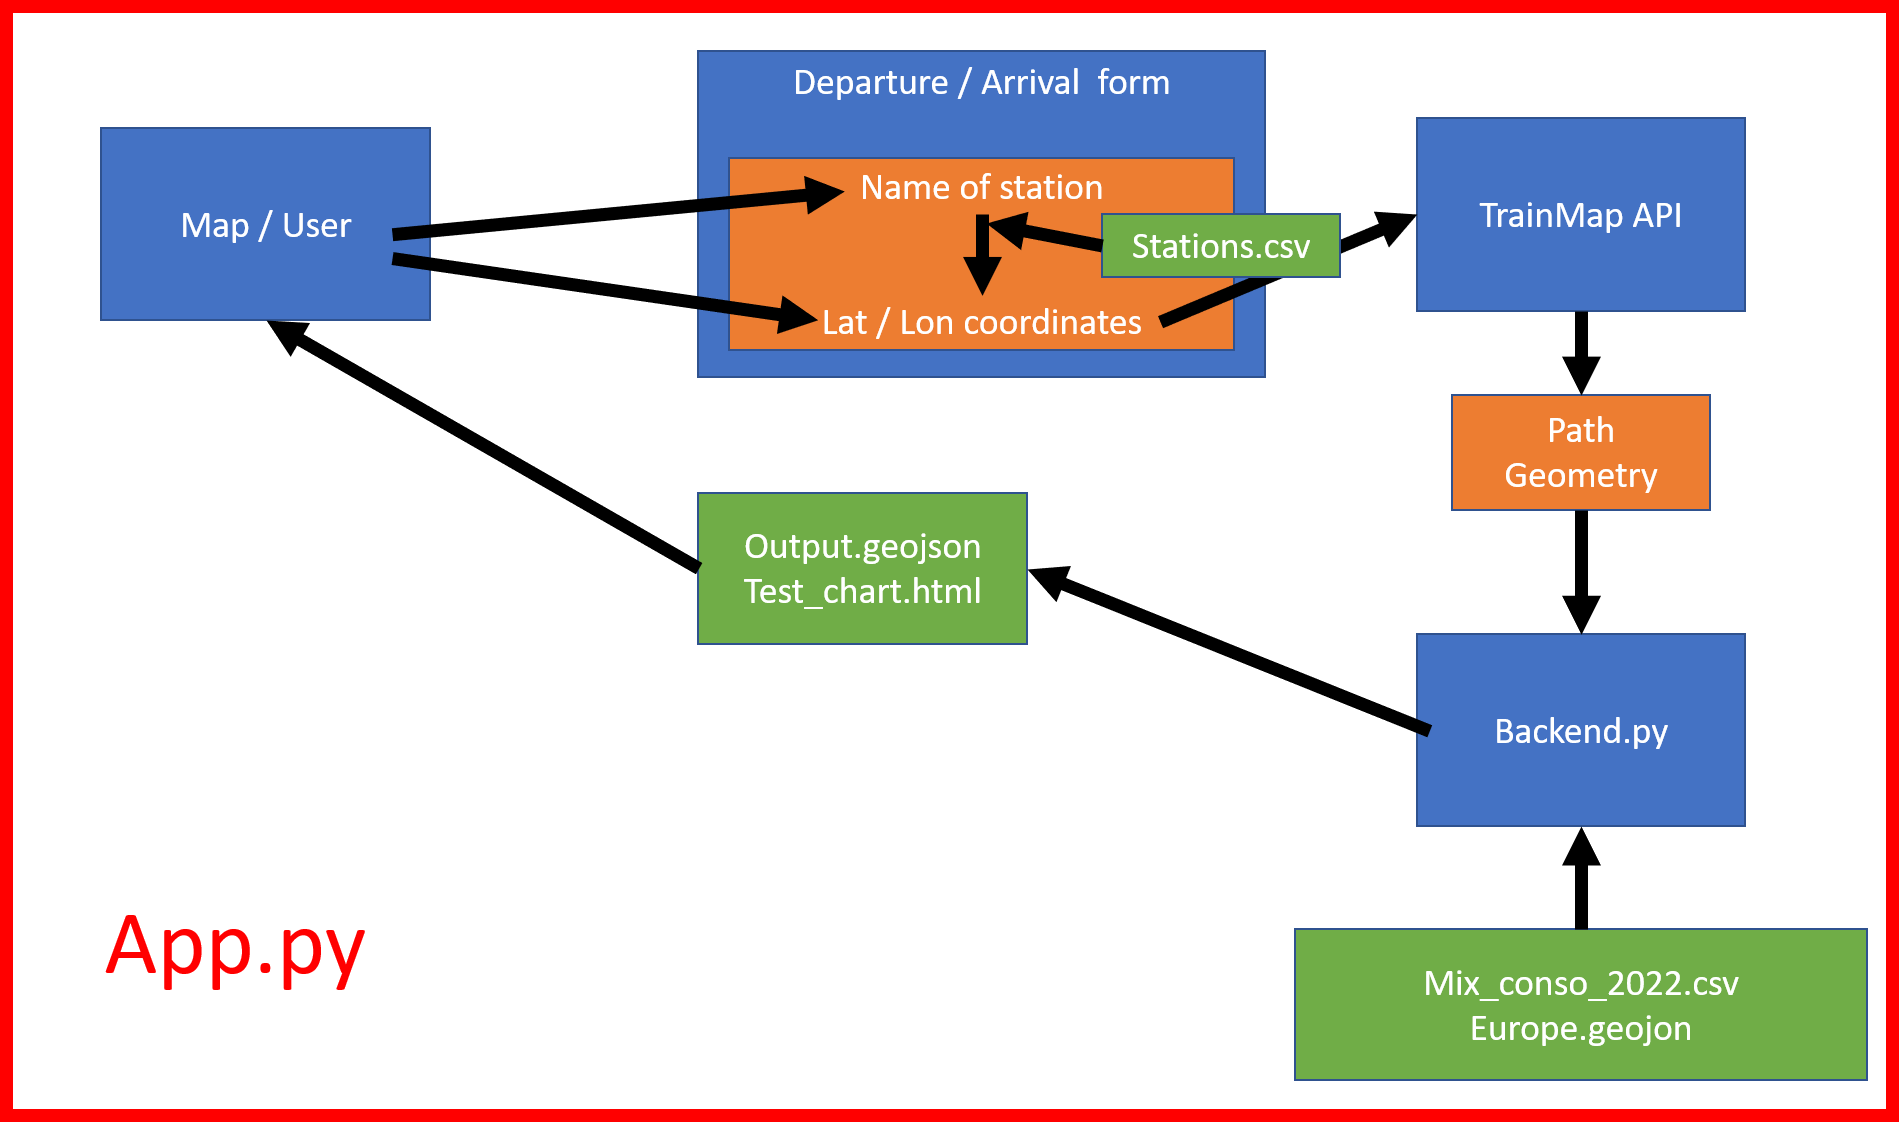 Departure / Arrival  form
Map / User
Name of station
Stations.csv
Lat / Lon coordinates
TrainMap API
Path
Geometry
Output.geojson
Test_chart.html
Backend.py
App.py
Mix_conso_2022.csv
Europe.geojon